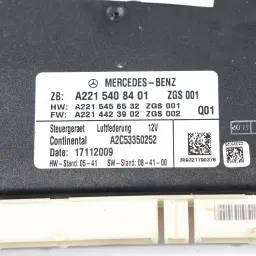 MERCEDES-BENZ
ZB: A221 540 84 01 ZGS 001
HW: A221 545 65 32 ZGS 001
FW: A221 442 39 02 ZGS 002 Q01
Steuergeraet Luftfederung 12V
Continental A2C53350252
Date: 17112009
HW-Stand: 05-41 SW-Stand: 08-41-00